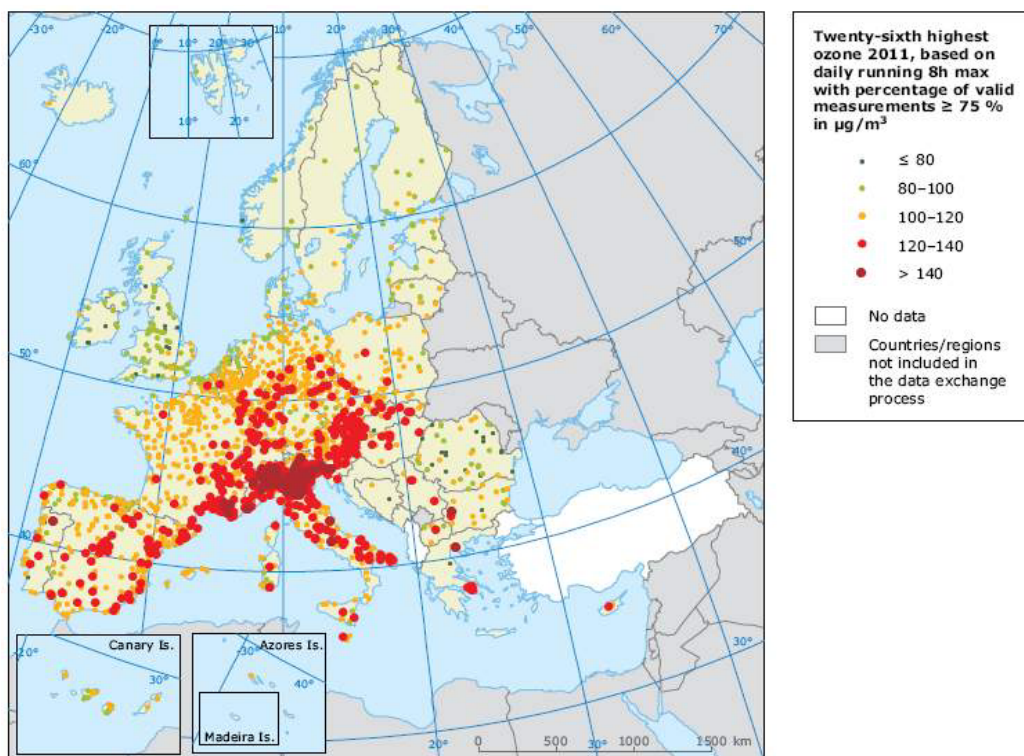 -30°
-20°
-10°
0°
10°
20°
30°
40°
50°
60°
70°
0° 10° 20° 30°
10° 20°
60°
50°
50°
40°
40°
30°
Canary Is.
-20°
30°
Azores Is.
-30°
40°
Madeira Is.
20°
30°
0 500 1000 1500 km
Twenty-sixth highest
ozone 2011, based on
daily running 8h max
with percentage of valid
measurements ≥ 75 %
in µg/m³
≤ 80
80–100
100–120
120–140
> 140
No data
Countries/regions
not included in
the data exchange
process